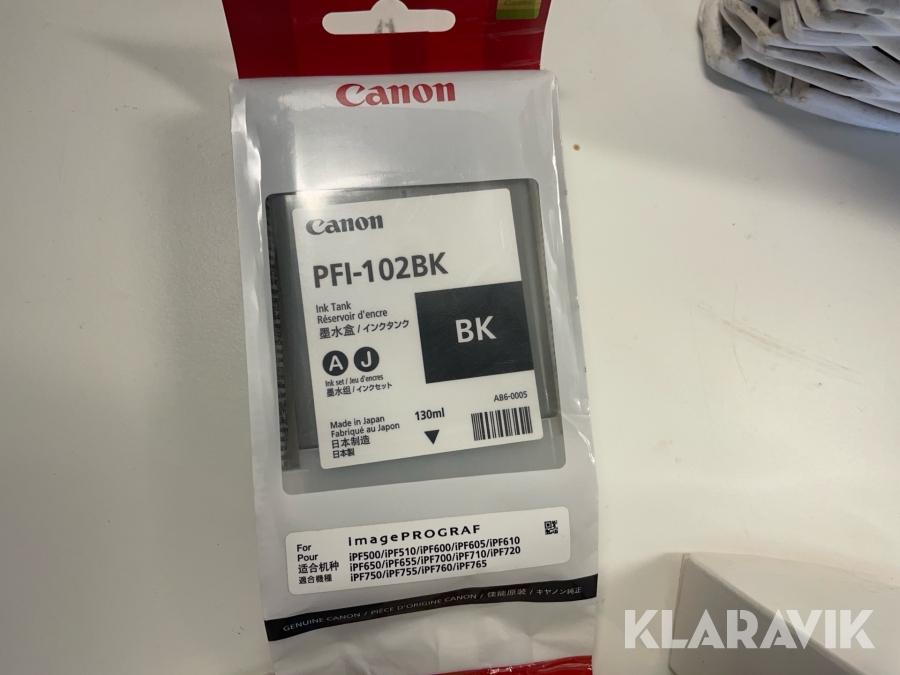 Canon
Canon
PFI-102BK
Ink Tank
Réservoir d'encre
墨水盒 / インクタンク
BK
A J
Ink set / Jeu d'encres
墨水组 / インクセット
AB6-0005
Made in Japan
Fabriqué au Japon
日本制造
日本製
130ml
imagePROGRAF
For
Pour
适合机种
適合機種
iPF500/iPF510/iPF600/iPF605/iPF610
iPF650/iPF655/iPF700/iPF710/iPF720
iPF750/iPF755/iPF760/iPF765
GENUINE CANON / PIÈCE D'ORIGINE CANON / 佳能原装 / キヤノン純正
KLARAVIK